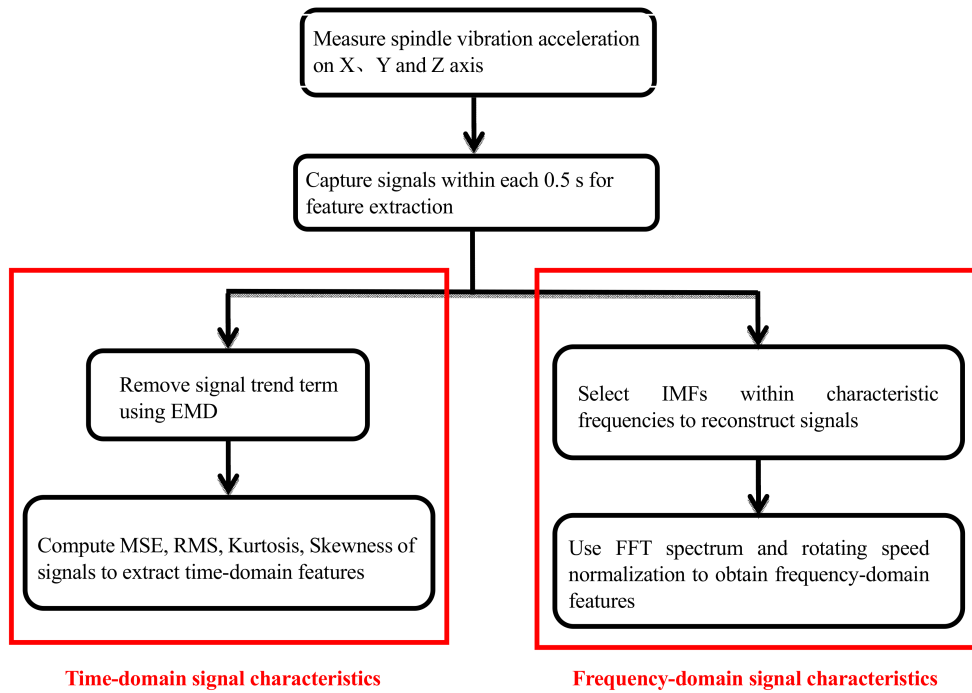 Measure spindle vibration acceleration
on X、Y and Z axis
Capture signals within each 0.5 s for
feature extraction
Remove signal trend term
using EMD
Compute MSE, RMS, Kurtosis, Skewness of
signals to extract time-domain features
Time-domain signal characteristics
Select IMFs within characteristic
frequencies to reconstruct signals
Use FFT spectrum and rotating speed
normalization to obtain frequency-domain
features
Frequency-domain signal characteristics